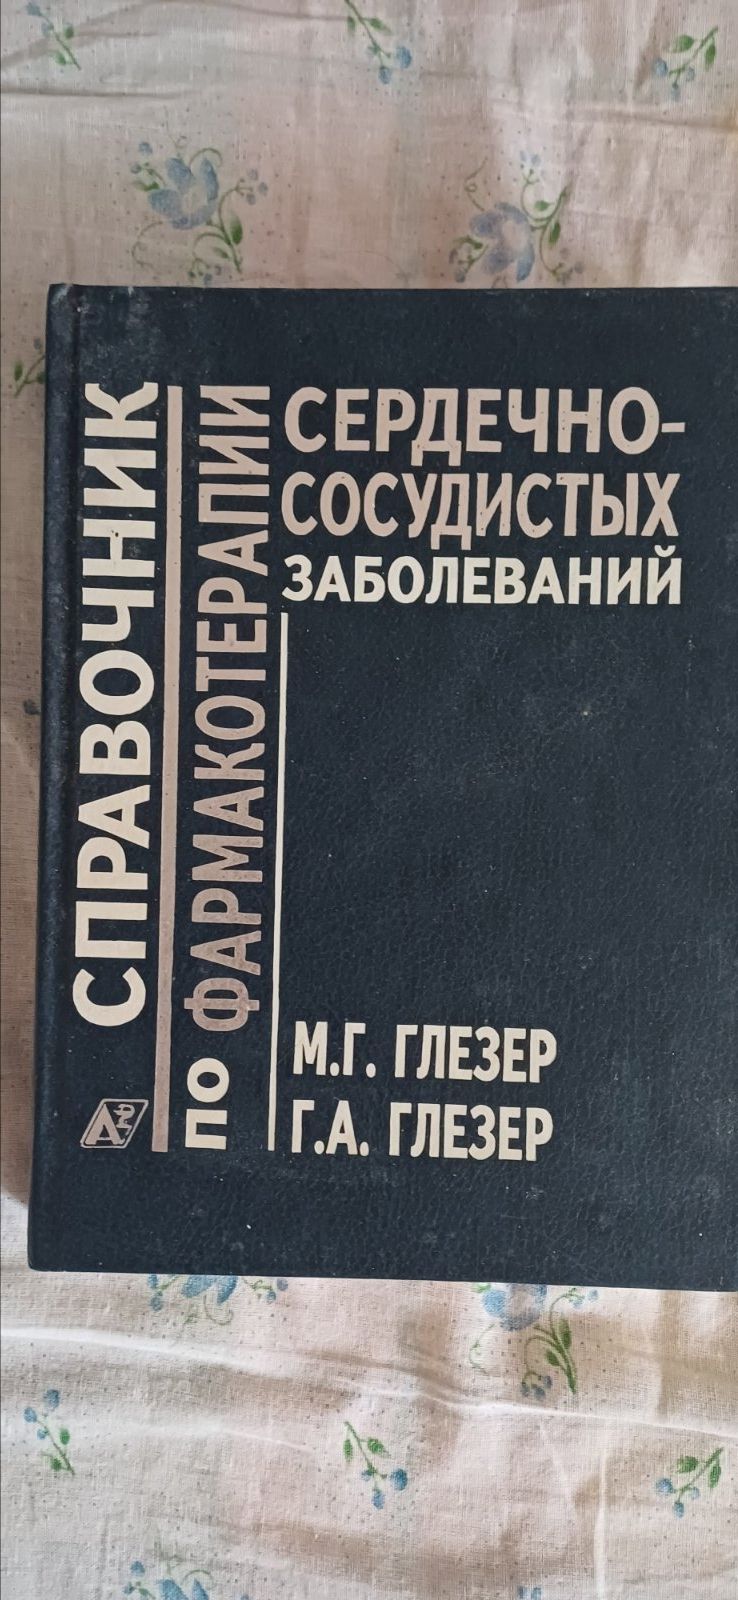 СПРАВОЧНИК
ПО ФАРМАКОТЕРАПИИ
СЕРДЕЧНО-
СОСУДИСТЫХ
ЗАБОЛЕВАНИЙ
М.Г. ГЛЕЗЕР
Г.А. ГЛЕЗЕР